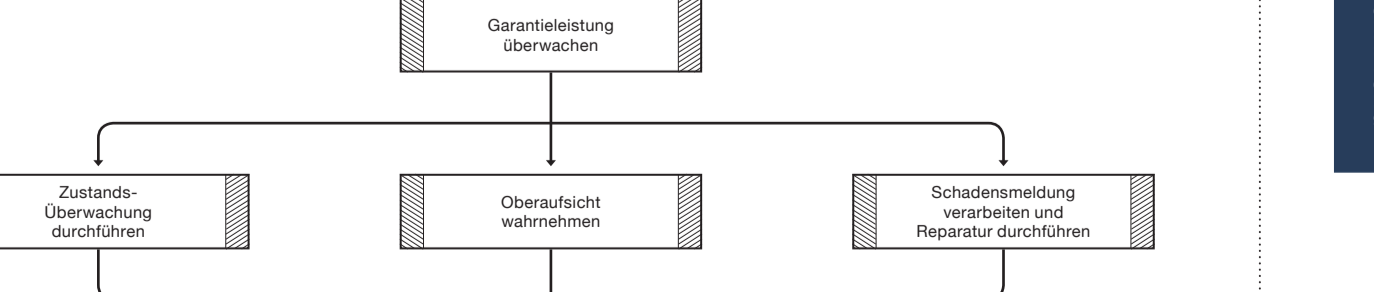 Garantieleistung
überwachen
Zustands-
Überwachung
durchführen
Oberaufsicht
wahrnehmen
Schadensmeldung
verarbeiten und
Reparatur durchführen